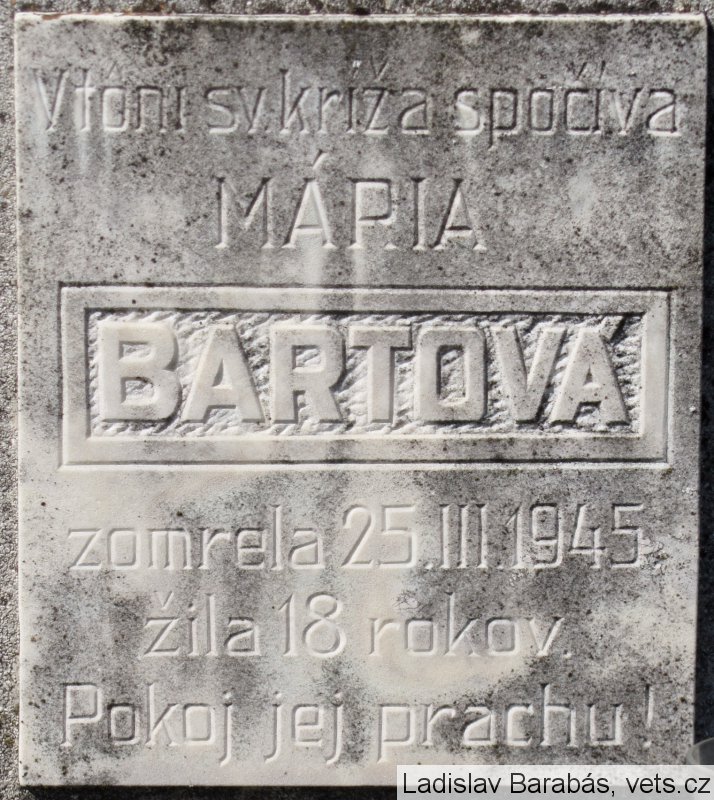 V tôni sv. kríža spočíva
MÁRIA
BARTOVÁ
zomrela 25.III.1945
žila 18 rokov.
Pokoj jej prachu!
Ladislav Barabás, vets.cz